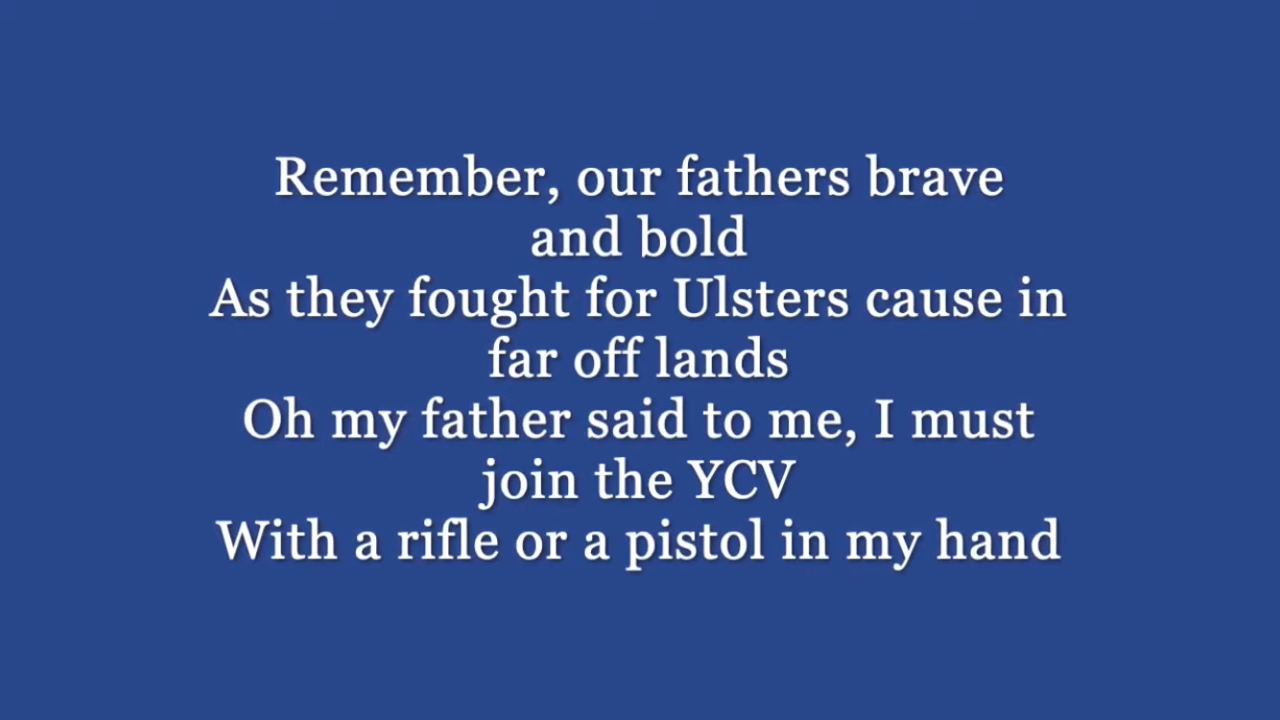 Remember, our fathers brave
and bold
As they fought for Ulsters cause in
far off lands
Oh my father said to me, I must
join the YCV
With a rifle or a pistol in my hand